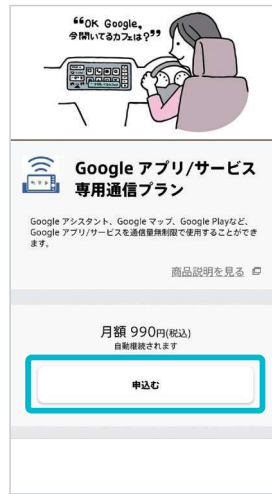 “OK Google,
今開いてるカフェは？”
Google アプリ/サービス
専用通信プラン
Google アシスタント、Google マップ、Google Playなど、
Google アプリ/サービスを通信量無制限で使用することができ
ます。
商品説明を見る
月額 990円(税込)
自動継続されます
申込む